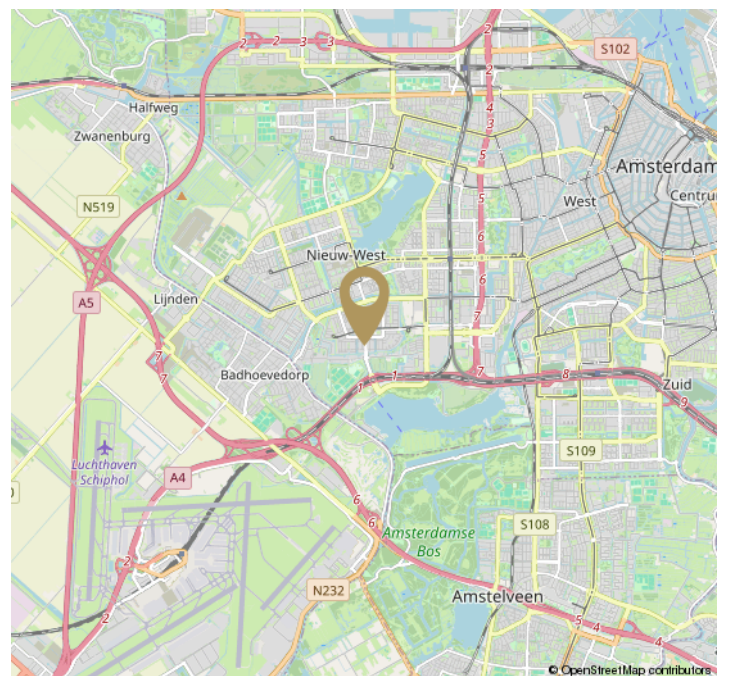 2
2
3
3
2
S102
2
4
3
Halfweg
Zwanenburg
5
Amsterdam
Centru
N519
5
West
6
Nieuw-West
6
A5
Lijnden
7
7
7
Badhoevedorp
1
1
7
8
Zuid
9
Luchthaven
Schiphol
S109
A4
0
6
6
S108
Amsterdamse
Bos
2
N232
Amstelveen
5
4
4
2
© OpenStreetMap contributors